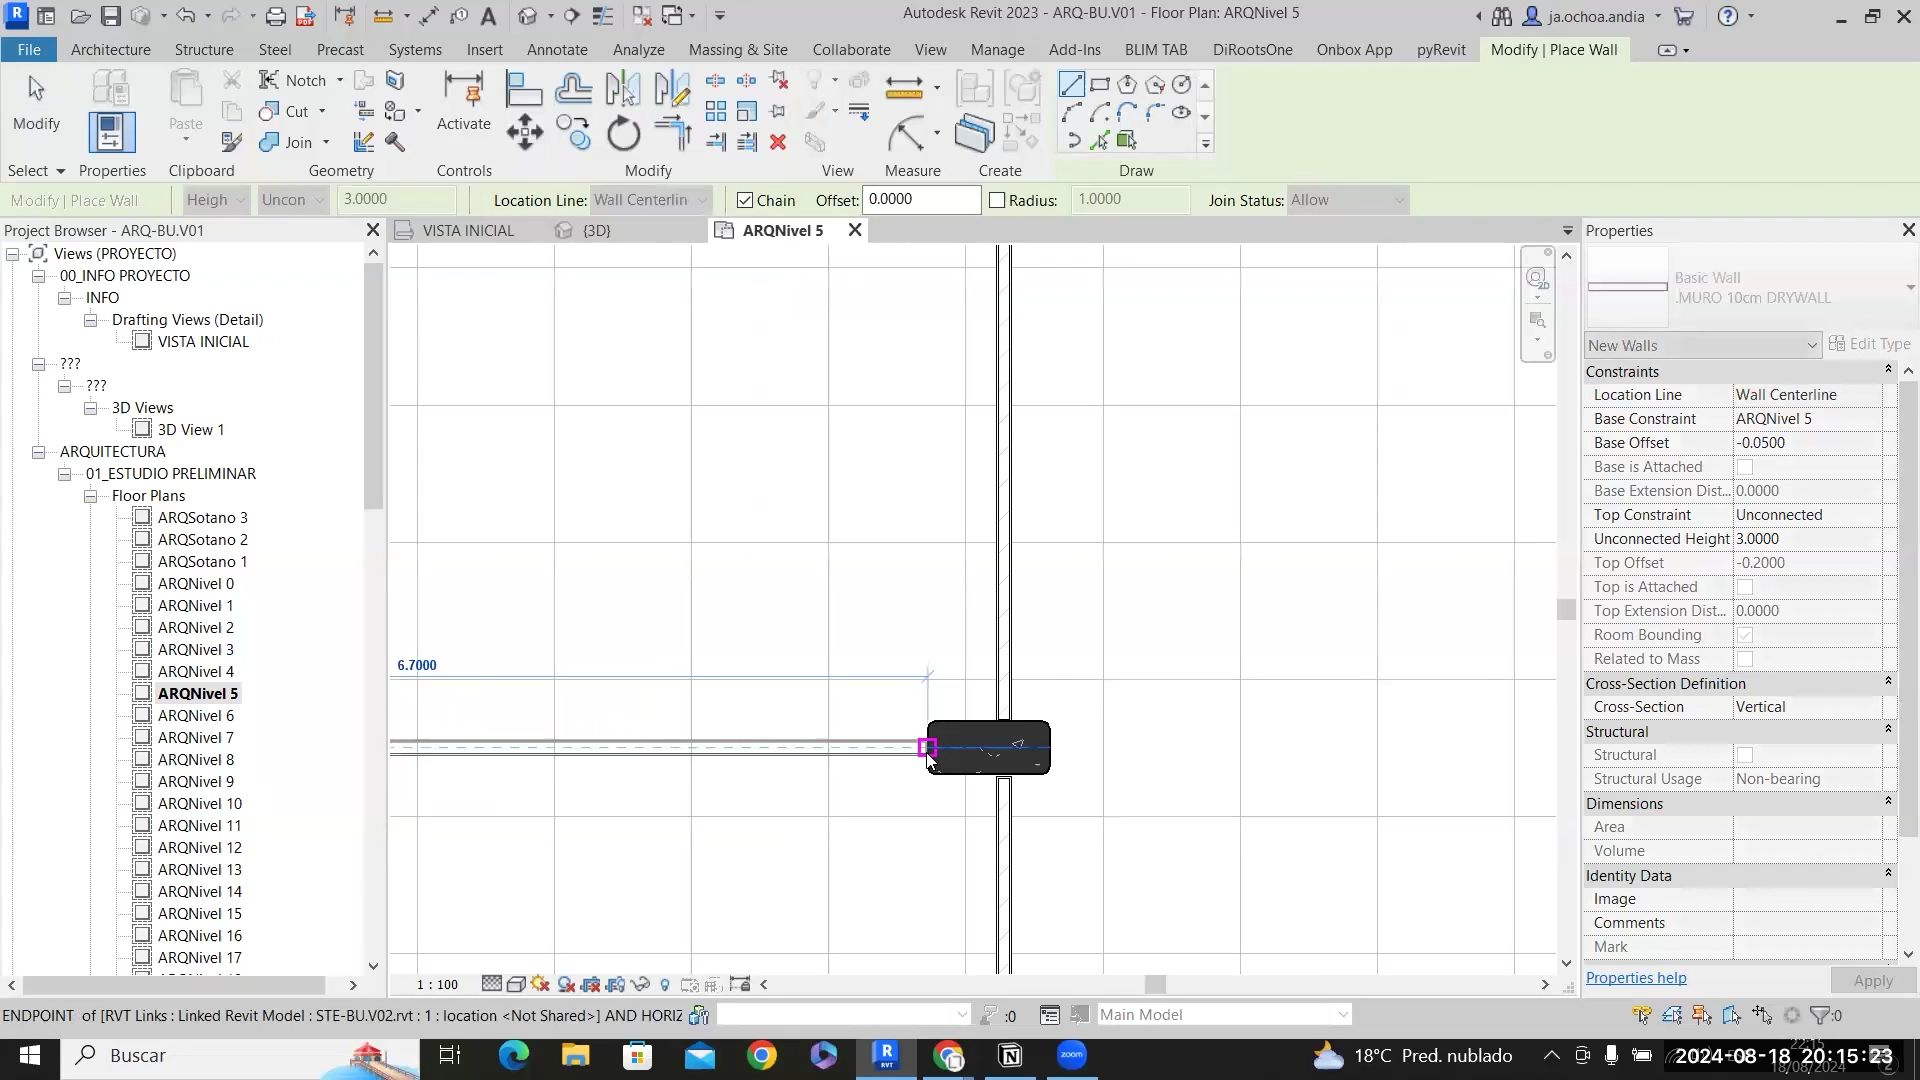 Autodesk Revit 2023 - ARQ-BU.V01 - Floor Plan: ARQNivel 5
ja.ochoa.andia
File Architecture Structure Steel Precast Systems Insert Annotate Analyze Massing & Site Collaborate View Manage Add-Ins BLIM TAB DiRootsOne Onbox App pyRevit Modify | Place Wall
Modify
Paste
Notch
Cut
Join
Activate
Select Properties Clipboard Geometry Controls Modify View Measure Create Draw
Modify | Place Wall Heigh Uncon 3.0000 Location Line: Wall Centerlin Chain Offset: 0.0000 Radius: 1.0000 Join Status: Allow
Project Browser - ARQ-BU.V01
Views (PROYECTO)
00_INFO PROYECTO
INFO
Drafting Views (Detail)
VISTA INICIAL
???
???
3D Views
3D View 1
ARQUITECTURA
01_ESTUDIO PRELIMINAR
Floor Plans
ARQSotano 3
ARQSotano 2
ARQSotano 1
ARQNivel 0
ARQNivel 1
ARQNivel 2
ARQNivel 3
ARQNivel 4
ARQNivel 5
ARQNivel 6
ARQNivel 7
ARQNivel 8
ARQNivel 9
ARQNivel 10
ARQNivel 11
ARQNivel 12
ARQNivel 13
ARQNivel 14
ARQNivel 15
ARQNivel 16
ARQNivel 17
VISTA INICIAL {3D} ARQNivel 5
2D
6.7000
1 : 100
Properties
Basic Wall
.MURO 10cm DRYWALL
New Walls Edit Type
Constraints
Location Line Wall Centerline
Base Constraint ARQNivel 5
Base Offset -0.0500
Base is Attached
Base Extension Dist... 0.0000
Top Constraint Unconnected
Unconnected Height 3.0000
Top Offset -0.2000
Top is Attached
Top Extension Dist... 0.0000
Room Bounding
Related to Mass
Cross-Section Definition
Cross-Section Vertical
Structural
Structural
Structural Usage Non-bearing
Dimensions
Area
Volume
Identity Data
Image
Comments
Mark
Properties help Apply
ENDPOINT of [RVT Links : Linked Revit Model : STE-BU.V02.rvt : 1 : location <Not Shared>] AND HORIZ :0 Main Model :0
Buscar
R RVT
zoom
18°C Pred. nublado
22:15
18/08/2024
2024-08-18 20:15:23
2